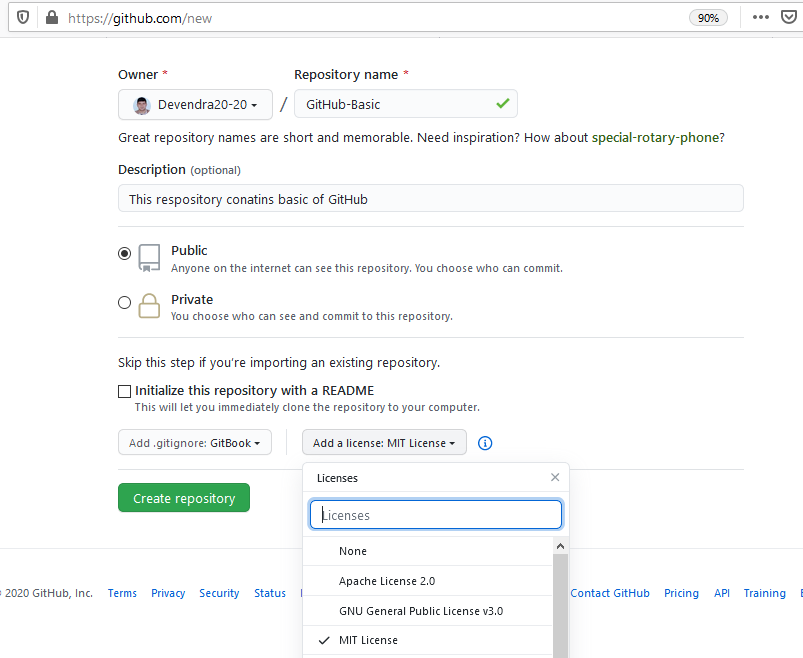 https://github.com/new 90%
Owner * Repository name *
Devendra20-20 / GitHub-Basic
Great repository names are short and memorable. Need inspiration? How about special-rotary-phone?
Description (optional)
This respository conatins basic of GitHub
Public
Anyone on the internet can see this repository. You choose who can commit.
Private
You choose who can see and commit to this repository.
Skip this step if you're importing an existing repository.
Initialize this repository with a README
This will let you immediately clone the repository to your computer.
Add .gitignore: GitBook Add a license: MIT License
Licenses
Create repository
Licenses
None
Apache License 2.0
2020 GitHub, Inc. Terms Privacy Security Status Contact GitHub Pricing API Training
GNU General Public License v3.0
MIT License